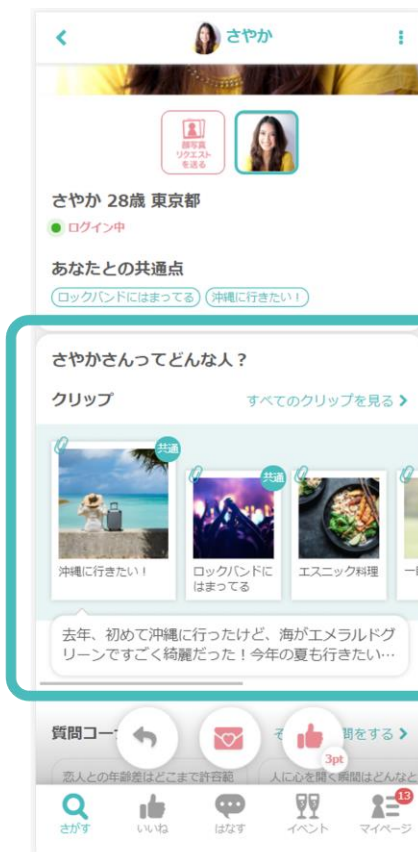 さやか
顔写真
リクエスト
を送る
さやか 28歳 東京都
ログイン中
あなたとの共通点
ロックバンドにはまってる 沖縄に行きたい！
さやかさんってどんな人？
クリップ すべてのクリップを見る
共通
共通
沖縄に行きたい！
ロックバンドに
はまってる
エスニック料理
去年、初めて沖縄に行ったけど、海がエメラルドグ
リーンですごく綺麗だった！今年の夏も行きたい…
質問コー そ 問をする
3pt
恋人との年齢差はどこまで許容範 人に心を開く瞬間はどんなと
13
さがす いいね はなす イベント マイページ